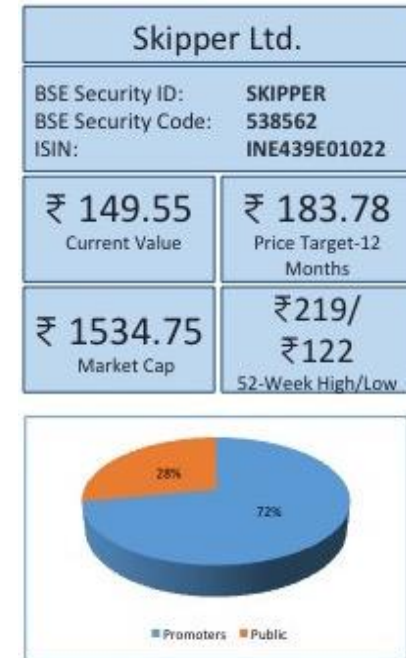 Skipper Ltd.
BSE Security ID: SKIPPER
BSE Security Code: 538562
ISIN: INE439E01022
₹ 149.55
Current Value
₹ 183.78
Price Target-12
Months
₹ 1534.75
Market Cap
₹219/
₹122
52-Week High/Low
28%
72%
Promoters Public